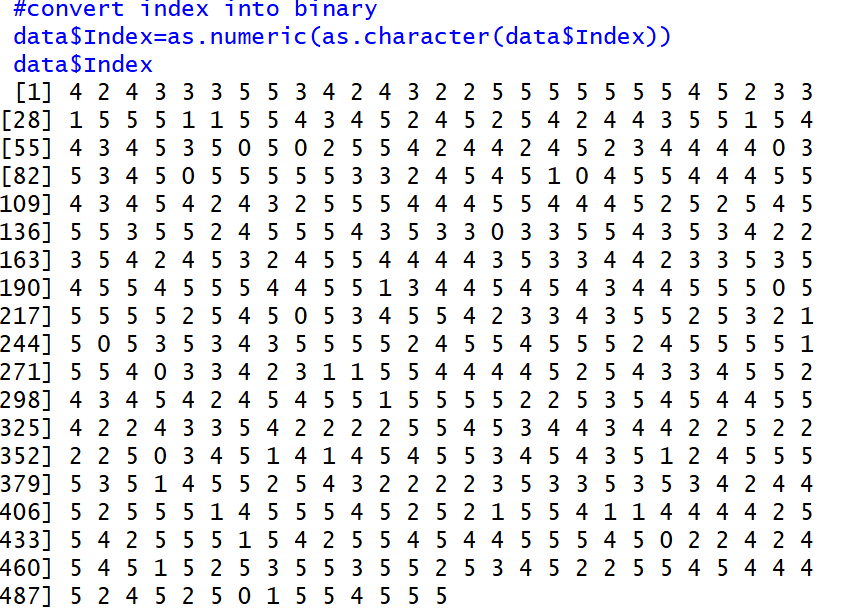 #convert index into binary
data$Index=as.numeric(as.character(data$Index))
data$Index
[1] 4 2 4 3 3 3 5 5 3 4 2 4 3 2 2 5 5 5 5 5 5 5 4 5 2 3 3
[28] 1 5 5 5 1 1 5 5 4 3 4 5 2 4 5 2 5 4 2 4 4 3 5 5 1 5 4
[55] 4 3 4 5 3 5 0 5 0 2 5 5 4 2 4 4 2 4 5 2 3 4 4 4 4 0 3
[82] 5 3 4 5 0 5 5 5 5 5 3 3 2 4 5 4 5 1 0 4 5 5 4 4 4 5 5
109] 4 3 4 5 4 2 4 3 2 5 5 5 4 4 4 5 5 4 4 4 5 2 5 2 5 4 5
136] 5 5 3 5 5 2 4 5 5 5 4 3 5 3 3 0 3 3 5 5 4 3 5 3 4 2 2
163] 3 5 4 2 4 5 3 2 4 5 5 4 4 4 4 3 5 3 3 4 4 2 3 3 5 3 5
190] 4 5 5 4 5 5 5 4 4 5 5 1 3 4 4 5 4 5 4 3 4 4 5 5 5 0 5
217] 5 5 5 5 2 5 4 5 0 5 3 4 5 5 4 2 3 3 4 3 5 5 2 5 3 2 1
244] 5 0 5 3 5 3 4 3 5 5 5 5 2 4 5 5 4 5 5 5 2 4 5 5 5 5 1
271] 5 5 4 0 3 3 4 2 3 1 1 5 5 4 4 4 4 5 2 5 4 3 3 4 5 5 2
298] 4 3 4 5 4 2 4 5 4 5 5 1 5 5 5 5 2 2 5 3 5 4 5 4 4 5 5
325] 4 2 2 4 3 3 5 4 2 2 2 2 5 5 4 5 3 4 4 3 4 4 2 2 5 2 2
352] 2 2 5 0 3 4 5 1 4 1 4 5 4 5 5 3 4 5 4 3 5 1 2 4 5 5 5
379] 5 3 5 1 4 5 5 2 5 4 3 2 2 2 2 3 5 3 3 5 3 5 3 4 2 4 4
406] 5 2 5 5 5 1 4 5 5 5 4 5 2 5 2 1 5 5 4 1 1 4 4 4 4 2 5
433] 5 4 2 5 5 5 1 5 4 2 5 5 4 5 4 4 5 5 5 4 5 0 2 2 4 2 4
460] 5 4 5 1 5 2 5 3 5 5 3 5 5 2 5 3 4 5 2 2 5 5 4 5 4 4 4
487] 5 2 4 5 2 5 0 1 5 5 4 5 5 5